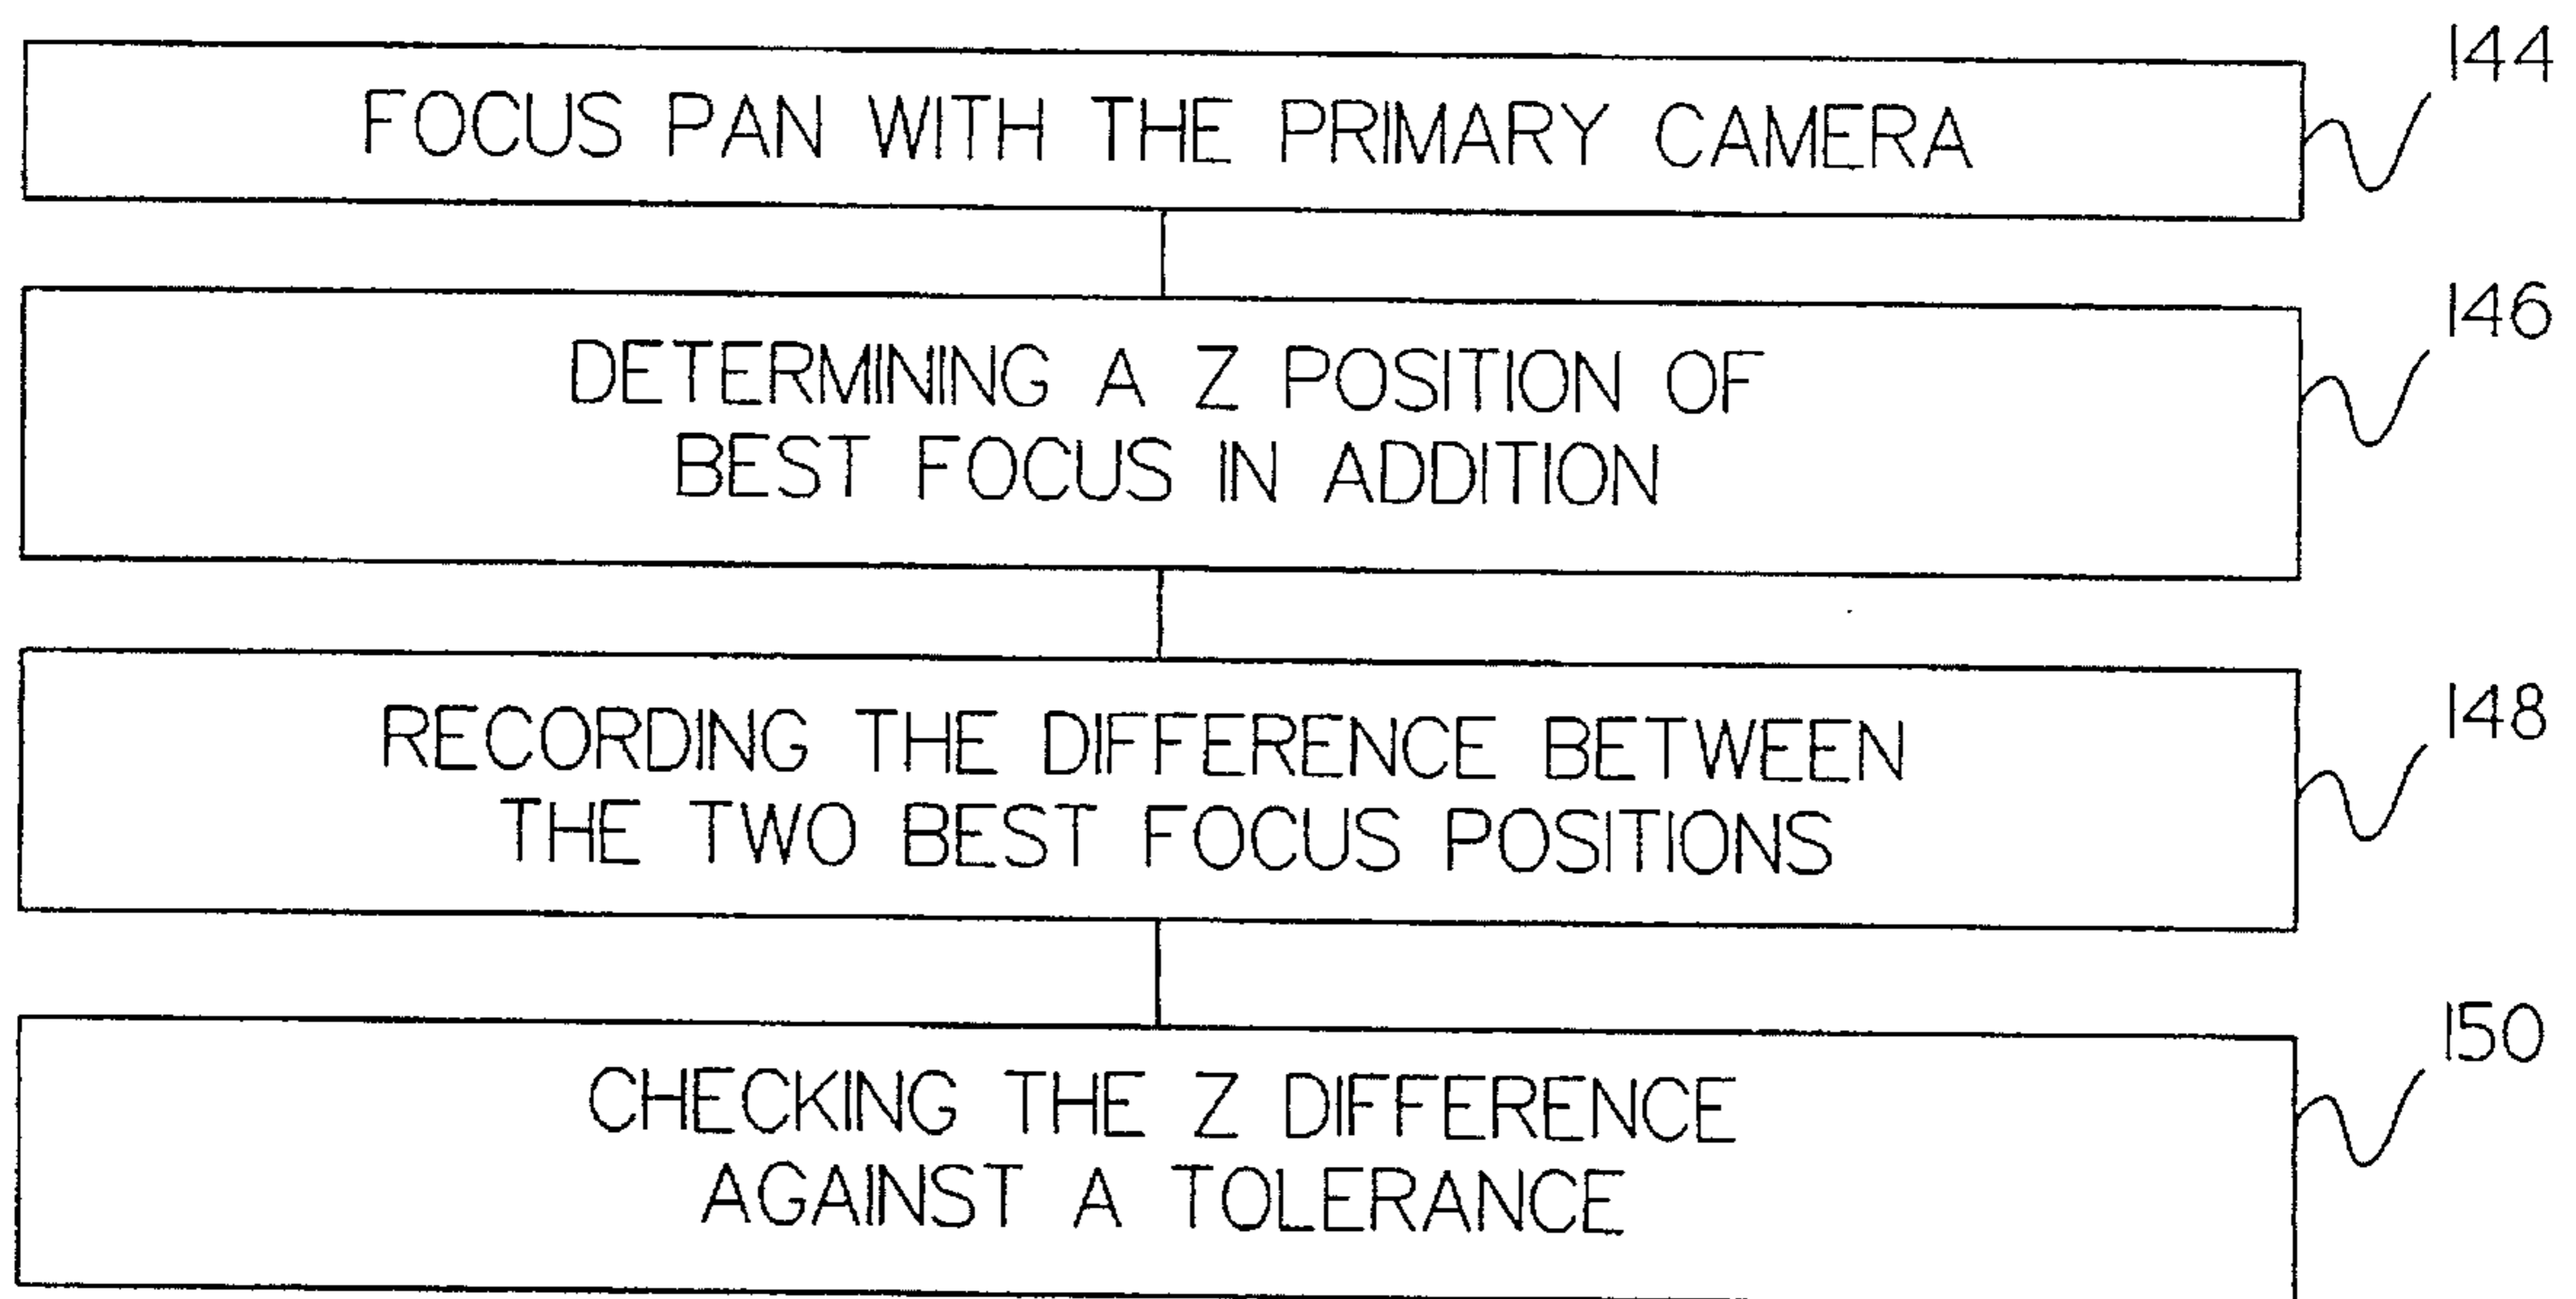 FOCUS PAN WITH THE PRIMARY CAMERA
144
DETERMINING A Z POSITION OF
BEST FOCUS IN ADDITION
146
RECORDING THE DIFFERENCE BETWEEN
THE TWO BEST FOCUS POSITIONS
148
CHECKING THE Z DIFFERENCE
AGAINST A TOLERANCE
150